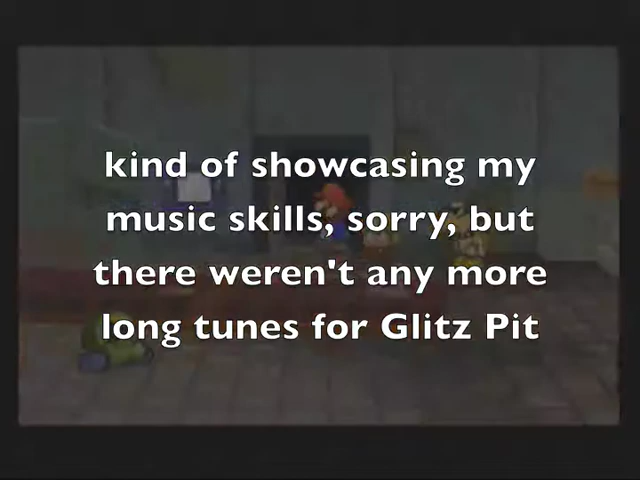 kind of showcasing my
music skills, sorry, but
there weren't any more
long tunes for Glitz Pit